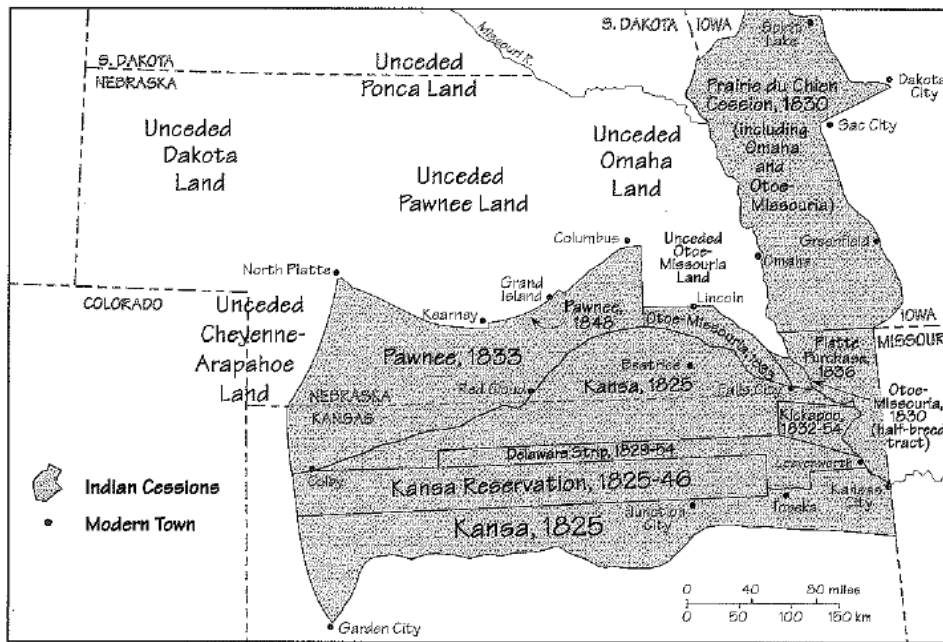 S. DAKOTA
NEBRASKA
Unceded
Ponca Land
Missouri R.
S. DAKOTA
IOWA
Spirit
Lake
Dakota
City
Prairie du Chien
Cession, 1830
(including
Omaha
and
Otoe-
Missouria)
Sac City
Unceded
Dakota
Land
Unceded
Pawnee Land
Unceded
Omaha
Land
Columbus
Unceded
Otoe-
Missouria
Land
Omaha
Greenfield
North Platte
COLORADO
Unceded
Cheyenne-
Arapahoe
Land
Grand
Island
Kearney
Pawnee,
1848
Lincoln
Otoe-Missouria, 1833
IOWA
MISSOURI
Platte
Purchase,
1836
Pawnee, 1833
Beatrice
Red Cloud
Kansa, 1825
Falls City
NEBRASKA
KANSAS
Kickapoo,
1832-54
Otoe-
Missouria,
1830
(half-breed
tract)
Delaware Strip, 1829-54
Leavenworth
Colby
Kansa Reservation, 1825-46
Kansas
City
Topeka
Junction
City
Kansa, 1825
Indian Cessions
Modern Town
Garden City
0 40 80 miles
0 50 100 150 km